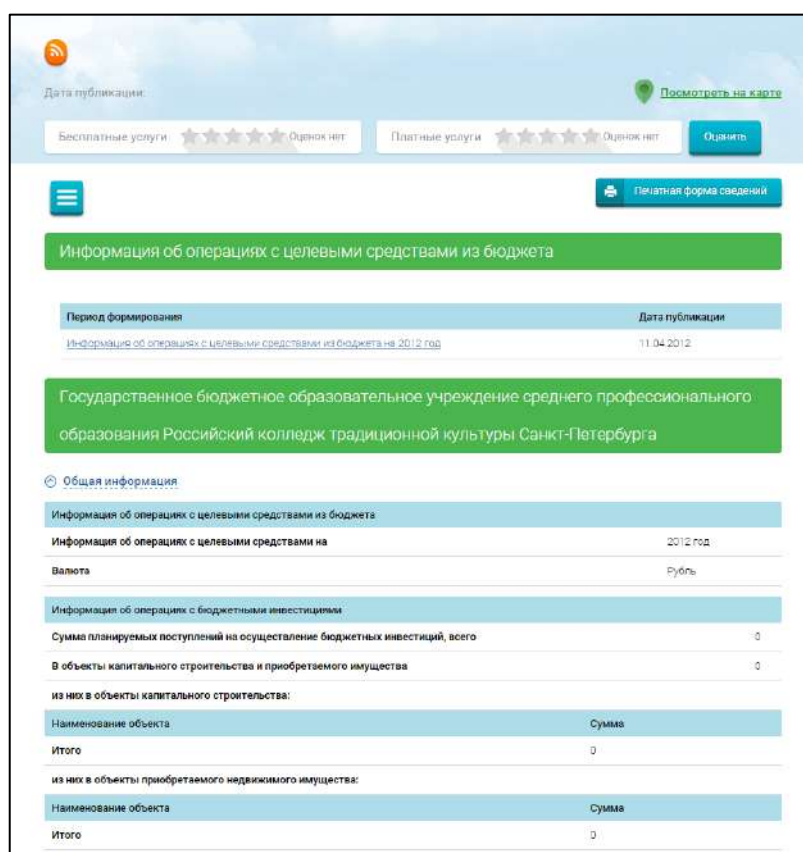 Дата публикации:
Посмотреть на карте
Бесплатные услуги Оценок нет Платные услуги Оценок нет Оценить
Печатная форма сведений
Информация об операциях с целевыми средствами из бюджета
Период формирования Дата публикации
Информация об операциях с целевыми средствами из бюджета на 2012 год 11.04.2012
Государственное бюджетное образовательное учреждение среднего профессионального
образования Российский колледж традиционной культуры Санкт-Петербурга
Общая информация
Информация об операциях с целевыми средствами из бюджета
Информация об операциях с целевыми средствами на 2012 год
Валюта Рубль
Информация об операциях с бюджетными инвестициями
Сумма планируемых поступлений на осуществление бюджетных инвестиций, всего 0
В объекты капитального строительства и приобретаемого имущества 0
из них в объекты капитального строительства:
Наименование объекта Сумма
Итого 0
из них в объекты приобретаемого недвижимого имущества:
Наименование объекта Сумма
Итого 0